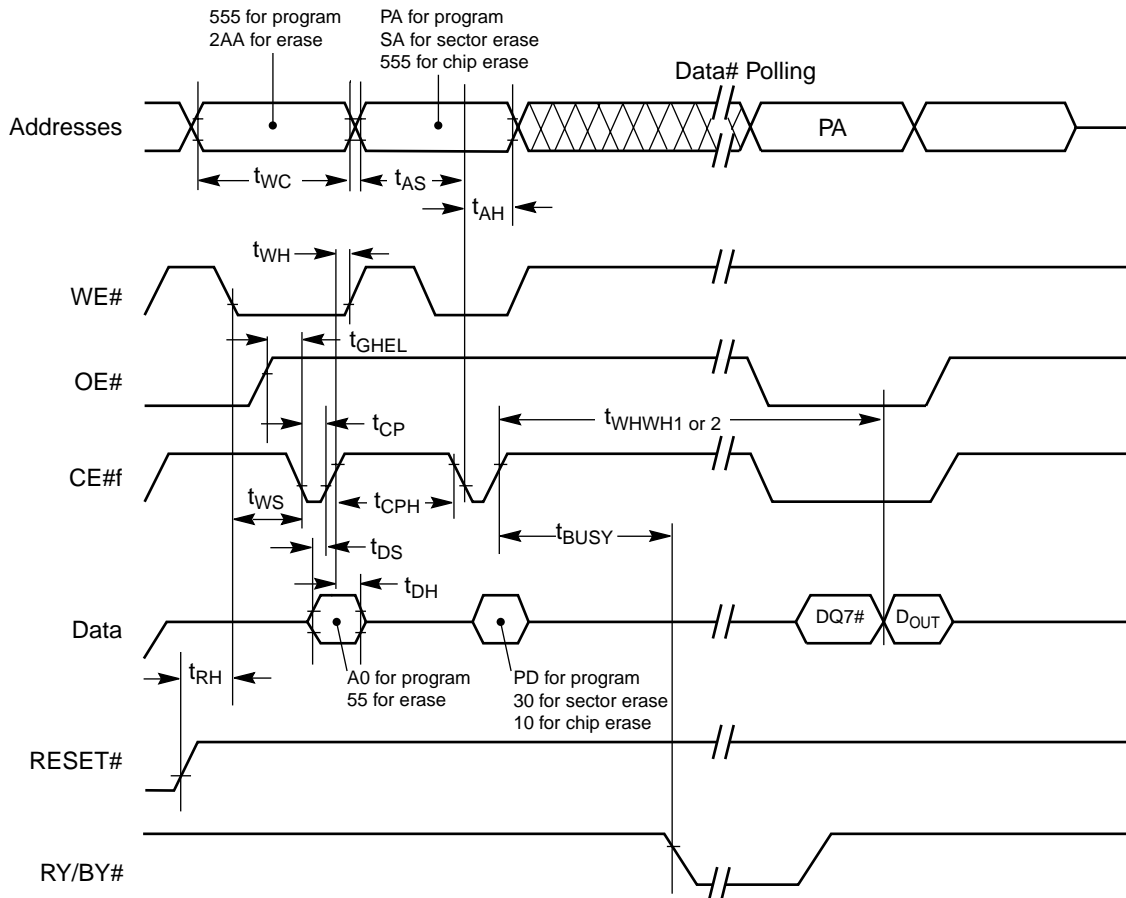 555 for program
2AA for erase
PA for program
SA for sector erase
555 for chip erase
Data# Polling
Addresses
PA
tWC
tAS
tAH
tWH
WE#
tGHEL
OE#
tWHWH1 or 2
tCP
CE#f
tWS
tCPH
tBUSY
tDS
tDH
Data
DQ7#
DOUT
tRH
A0 for program
55 for erase
PD for program
30 for sector erase
10 for chip erase
RESET#
RY/BY#